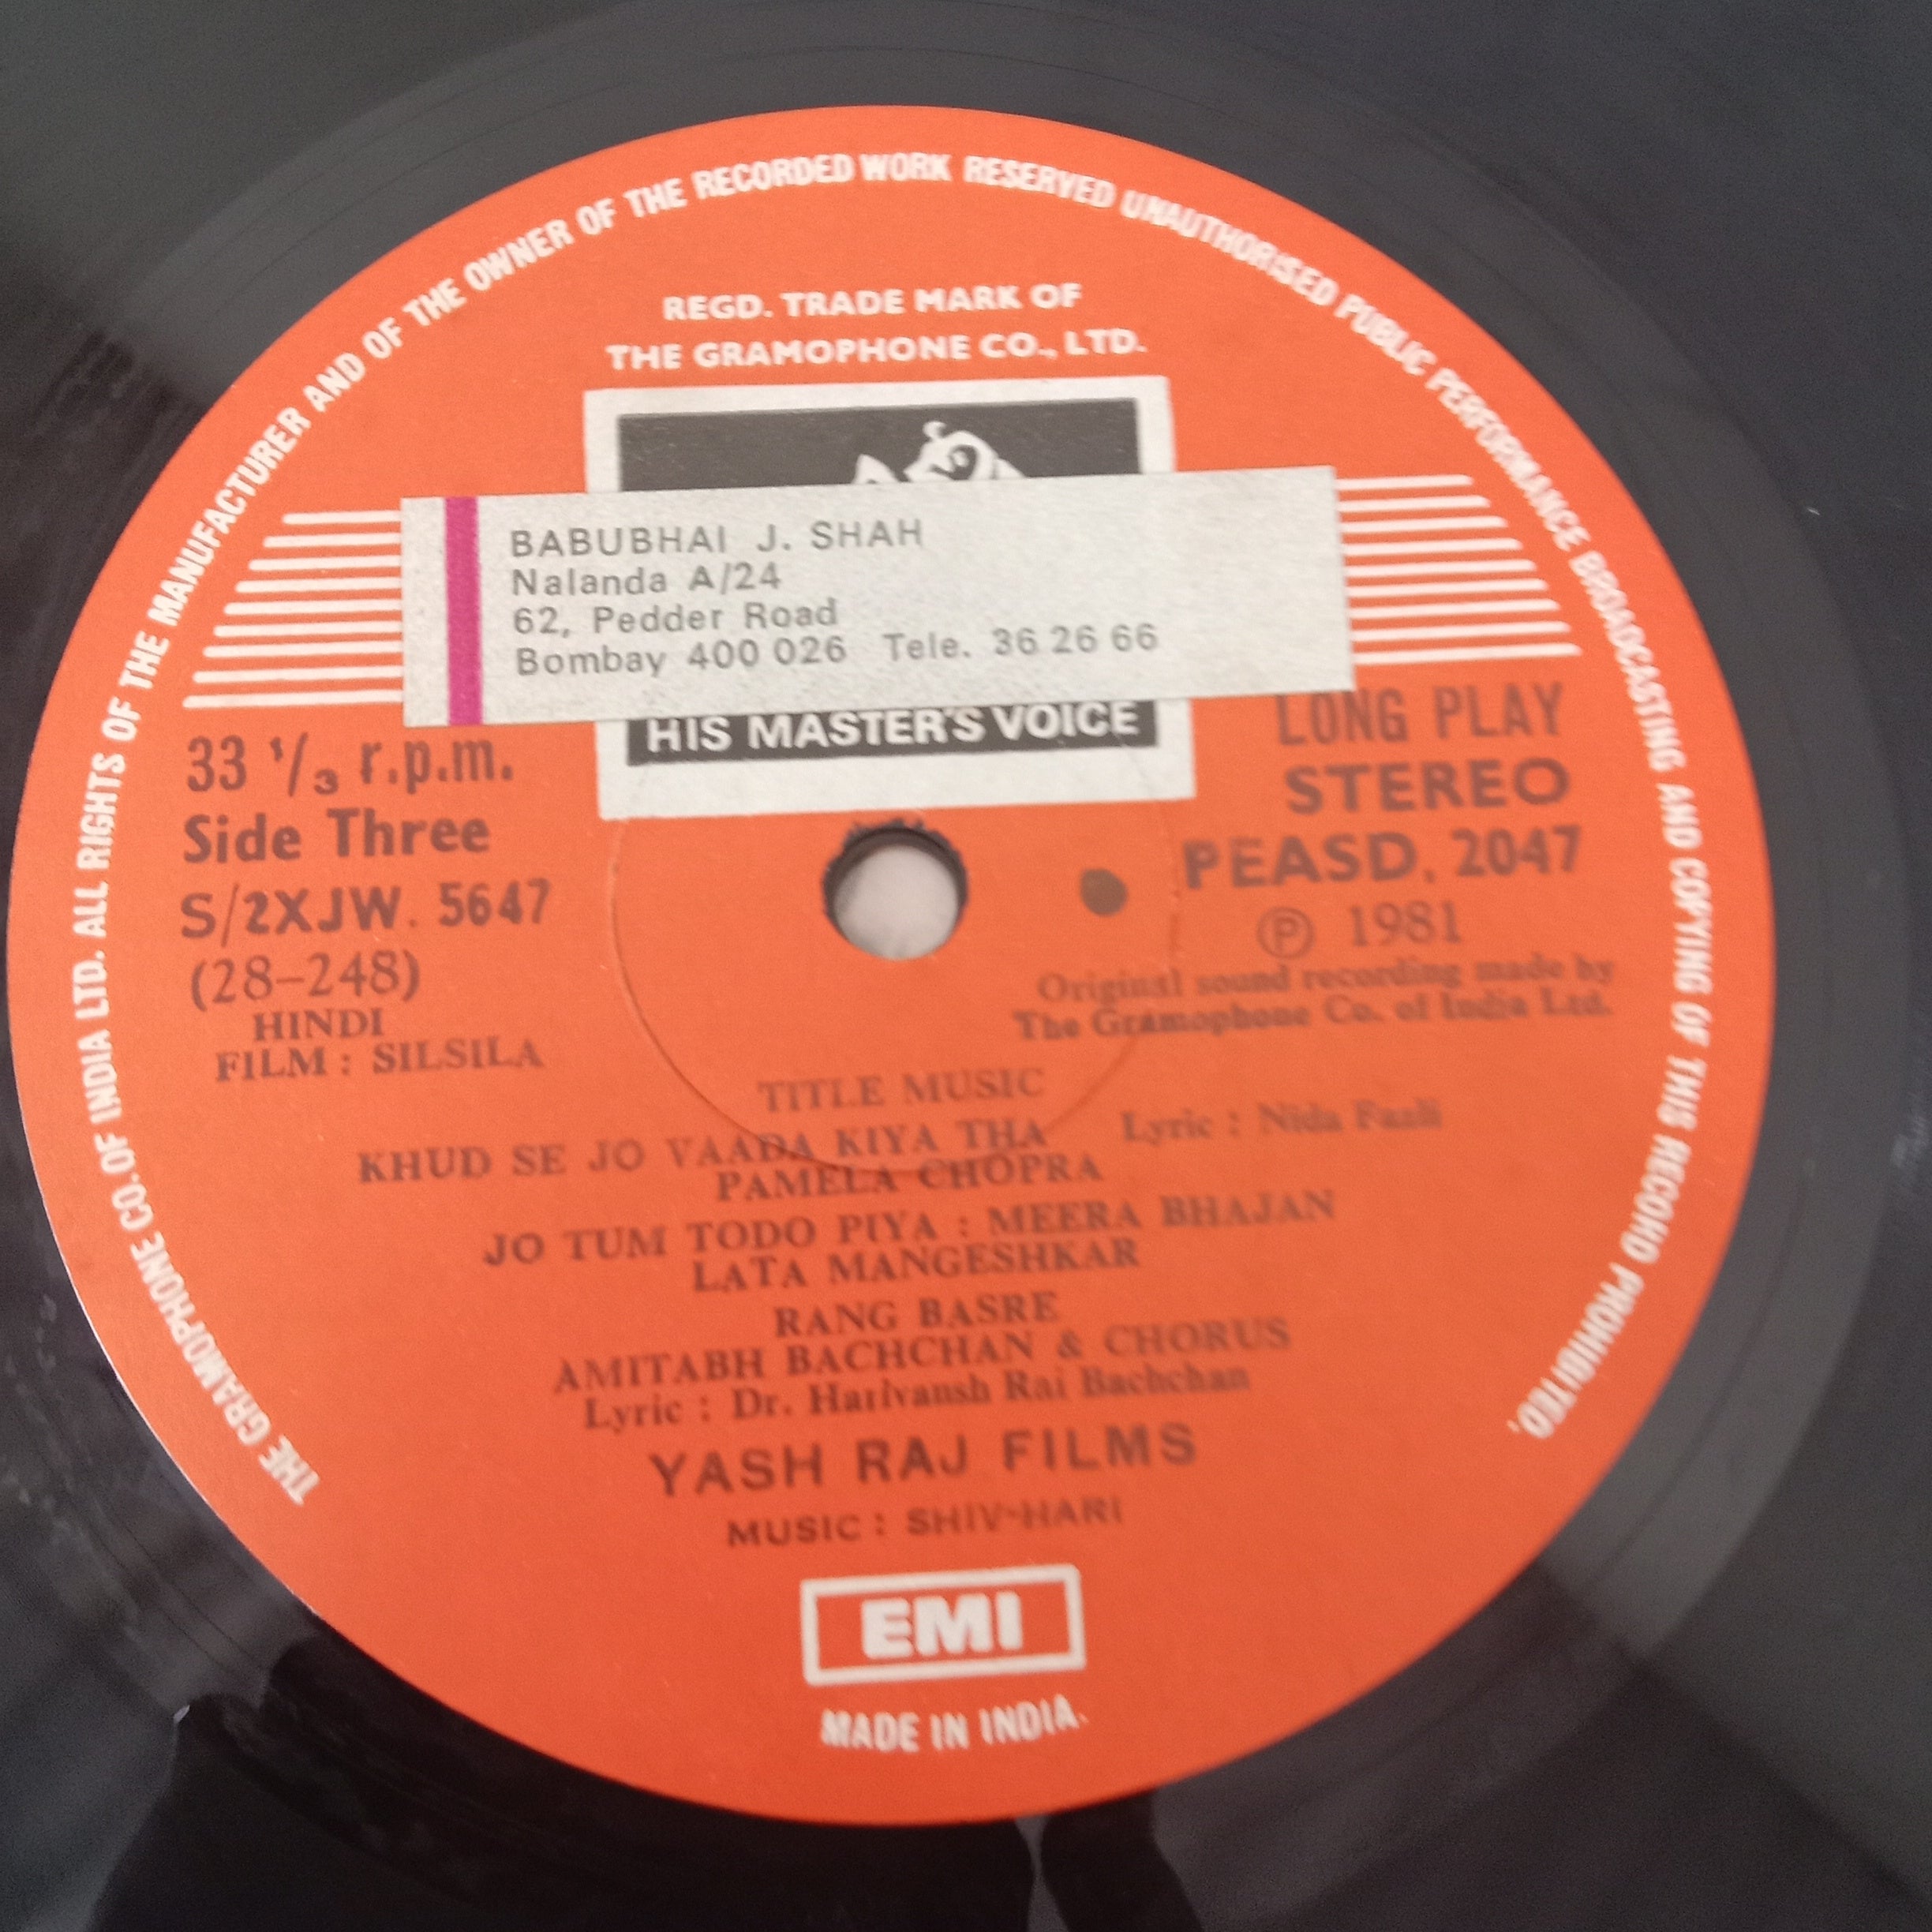 THE GRAMOPHONE CO. OF INDIA LTD. ALL RIGHTS OF THE MANUFACTURER AND OF THE OWNER OF THE RECORDED WORK RESERVED UNAUTHORISED PUBLIC PERFORMANCE BROADCASTING AND COPYING OF THIS RECORD PROHIBITED.
REGD. TRADE MARK OF
THE GRAMOPHONE CO., LTD.
BABUBHAI J. SHAH
Nalanda A/24
62, Pedder Road
Bombay 400 026 Tele. 36 26 66
HIS MASTER'S VOICE
33 1/3 r.p.m.
Side Three
S/2XJW. 5647
(28-248)
HINDI
FILM : SILSILA
LONG PLAY
STEREO
PEASD. 2047
Ⓟ 1981
Original sound recording made by
The Gramophone Co. of India Ltd.
TITLE MUSIC
KHUD SE JO VAADA KIYA THA Lyric : Nida Fazli
PAMELA CHOPRA
JO TUM TODO PIYA : MEERA BHAJAN
LATA MANGESHKAR
RANG BASRE
AMITABH BACHCHAN & CHORUS
Lyric : Dr. Harivansh Rai Bachchan
YASH RAJ FILMS
MUSIC : SHIV-HARI
EMI
MADE IN INDIA.